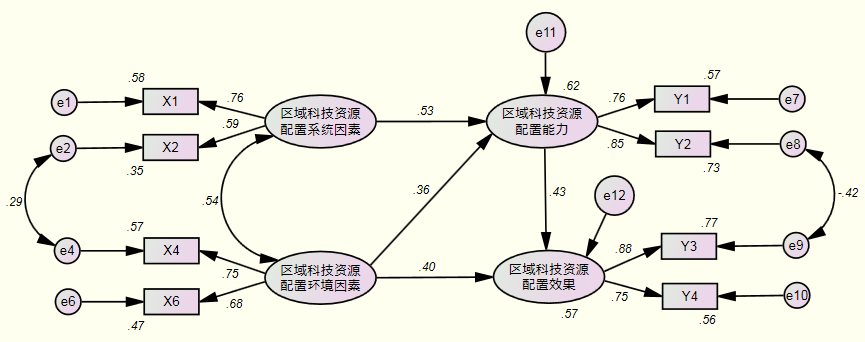 e11
.58
.62
.57
e1
X1
.76
区域科技资源
配置系统因素
.53
区域科技资源
配置能力
.76
Y1
e7
e2
X2
.59
.85
Y2
e8
.35
.73
.29
.54
.36
.43
e12
-.42
.57
.77
e4
X4
.75
区域科技资源
配置环境因素
.40
区域科技资源
配置效果
.88
Y3
e9
e6
X6
.68
.75
Y4
e10
.47
.57
.56